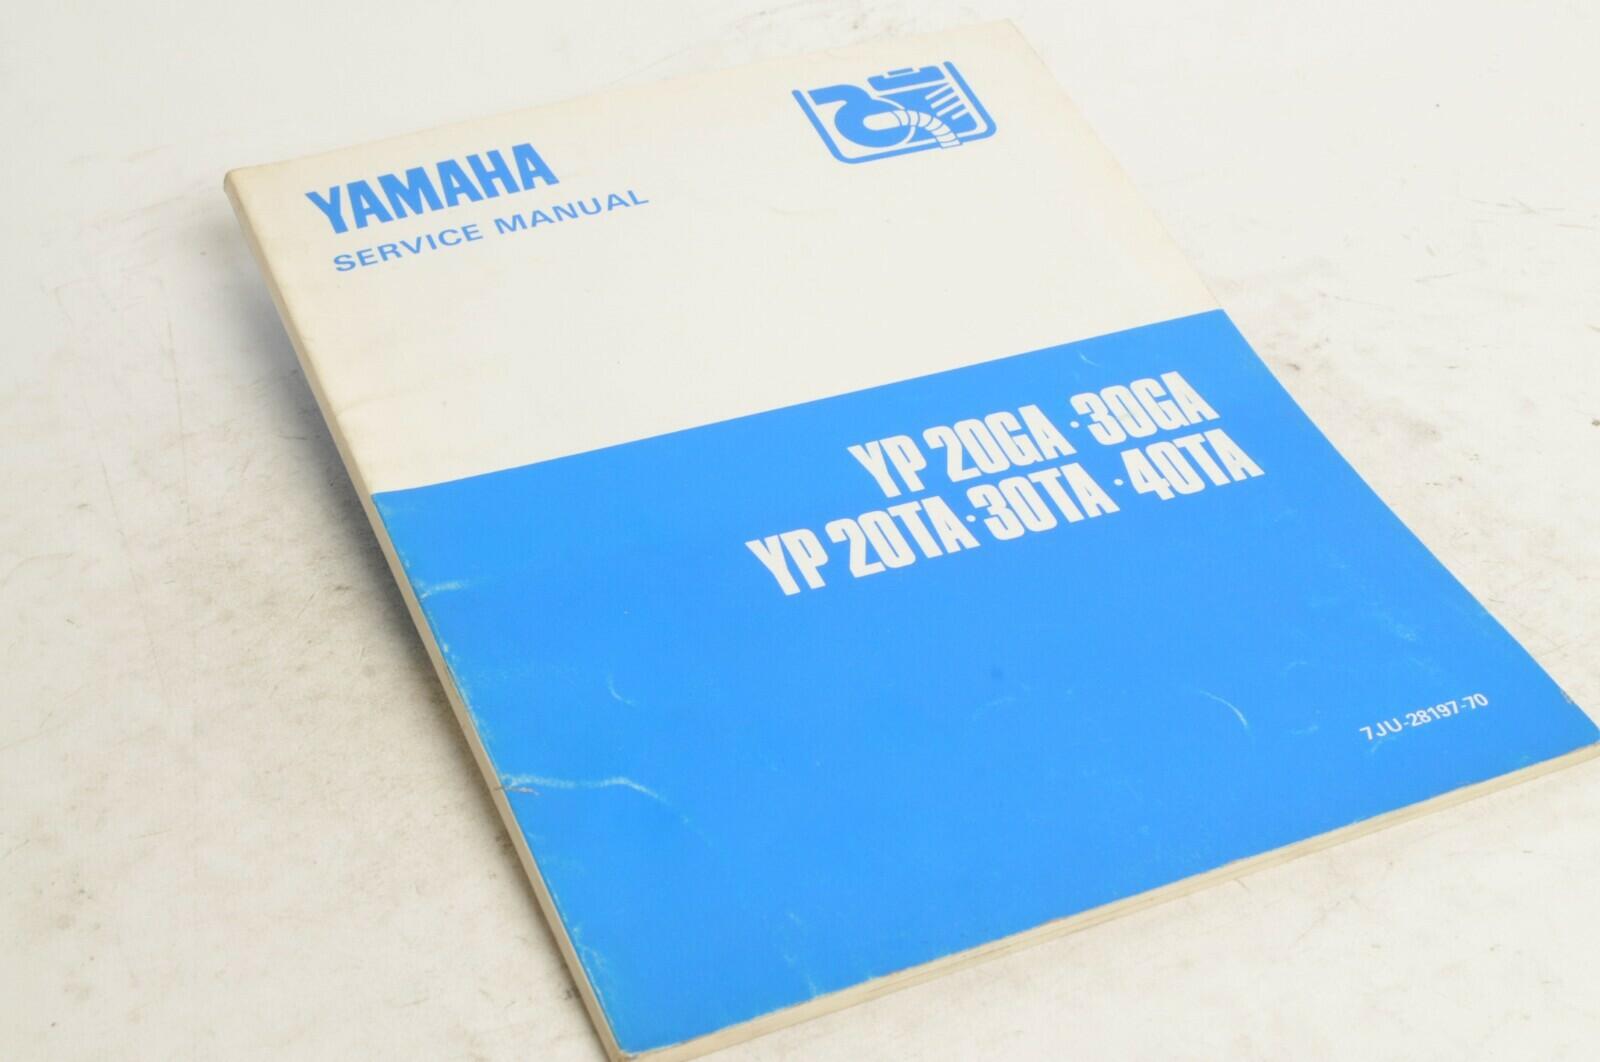 YAMAHA
SERVICE MANUAL
YP 20GA · 30GA
YP 20TA · 30TA · 40TA
7JU-28197-70